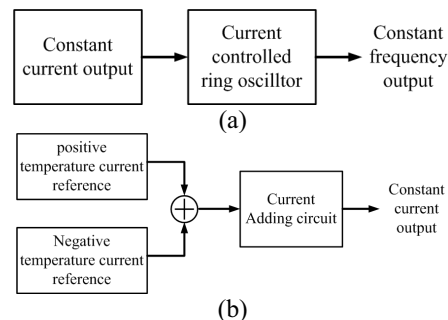 Constant
current output
Current
controlled
ring oscilltor
Constant
frequency
output
(a)
positive
temperature current
reference
Negative
temperature current
reference
Current
Adding circuit
Constant
current
output
(b)